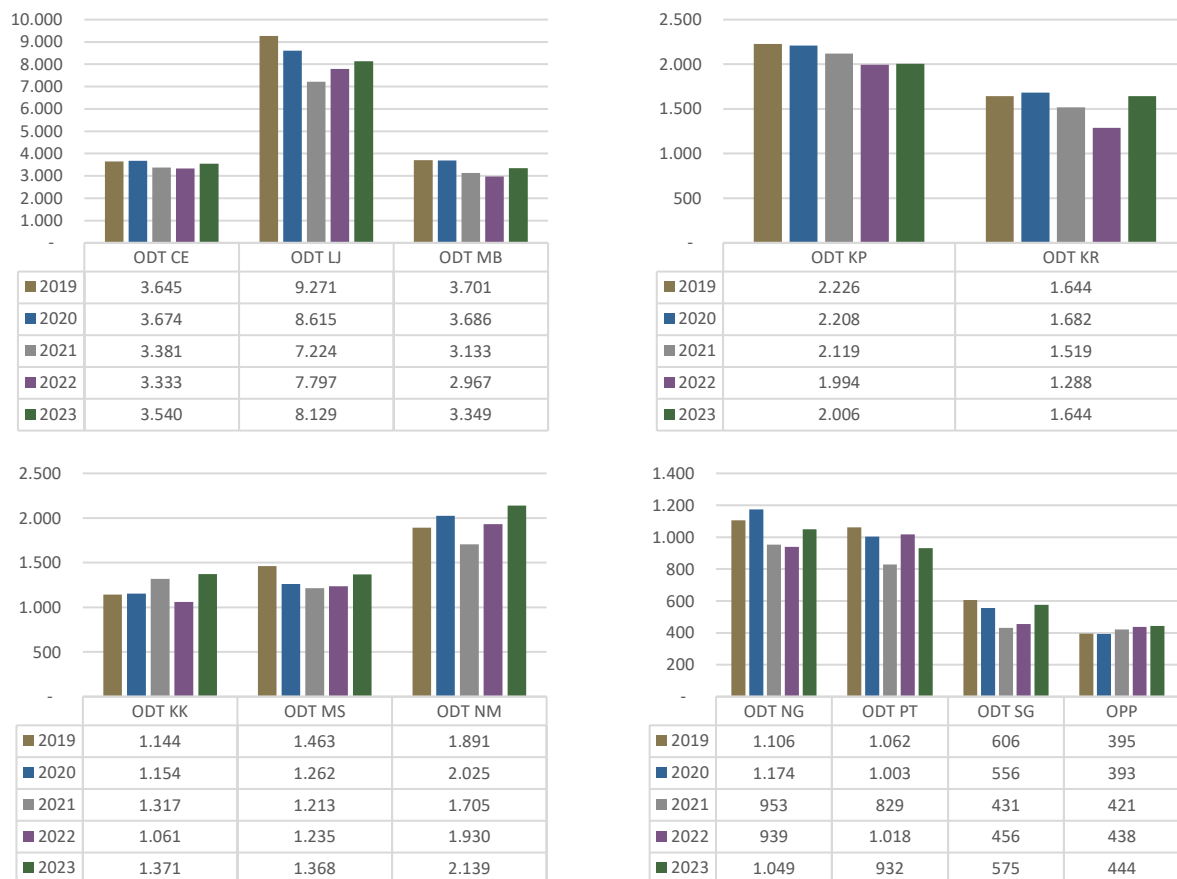 10.000
9.000
8.000
7.000
6.000
5.000
4.000
3.000
2.000
1.000
-
ODT CE ODT LJ ODT MB
2019 3.645 9.271 3.701
2020 3.674 8.615 3.686
2021 3.381 7.224 3.133
2022 3.333 7.797 2.967
2023 3.540 8.129 3.349
2.500
2.000
1.500
1.000
500
-
ODT KP ODT KR
2019 2.226 1.644
2020 2.208 1.682
2021 2.119 1.519
2022 1.994 1.288
2023 2.006 1.644
2.500
2.000
1.500
1.000
500
-
ODT KK ODT MS ODT NM
2019 1.144 1.463 1.891
2020 1.154 1.262 2.025
2021 1.317 1.213 1.705
2022 1.061 1.235 1.930
2023 1.371 1.368 2.139
1.400
1.200
1.000
800
600
400
200
-
ODT NG ODT PT ODT SG OPP
2019 1.106 1.062 606 395
2020 1.174 1.003 556 393
2021 953 829 431 421
2022 939 1.018 456 438
2023 1.049 932 575 444